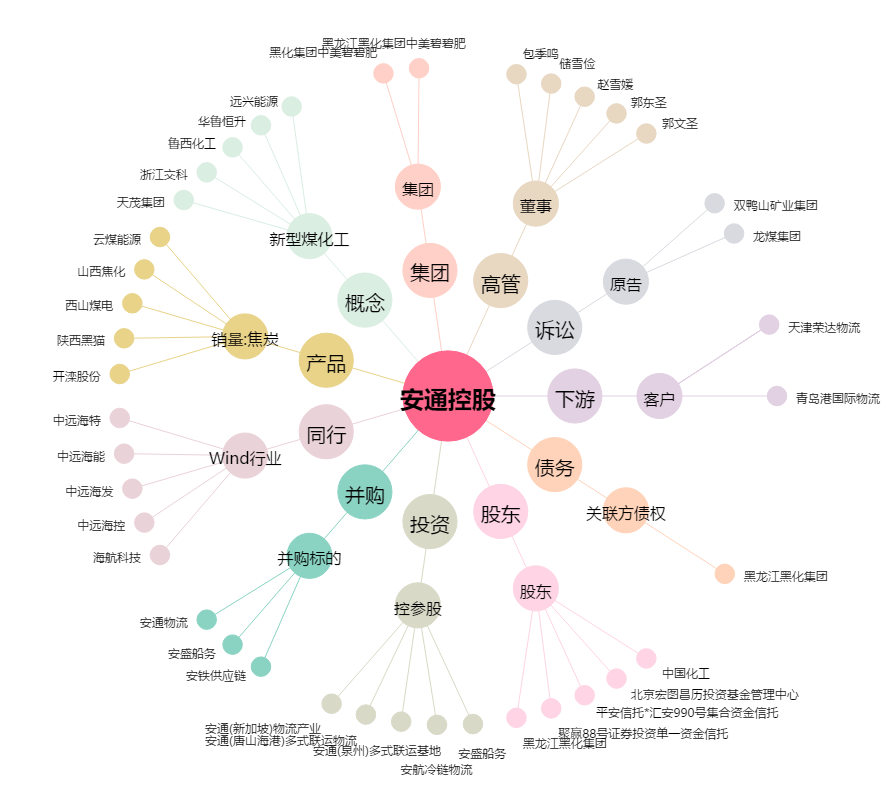 黑龙江黑化集团中美碧碧肥
黑化集团中美碧碧肥
包季鸣
储雪俭
赵雪媛
郭东圣
郭文圣
远兴能源
华鲁恒升
鲁西化工
浙江交科
天茂集团
集团
董事
双鸭山矿业集团
龙煤集团
云煤能源
新型煤化工
山西焦化
集团
高管
原告
西山煤电
概念
诉讼
天津荣达物流
陕西黑猫
销量:焦炭
产品
开滦股份
安通控股
下游
客户
青岛港国际物流
中远海特
同行
中远海能
Wind行业
债务
中远海发
并购
投资
股东
关联方债权
中远海控
海航科技
并购标的
黑龙江黑化集团
控参股
股东
安通物流
安盛船务
安铁供应链
中国化工
北京宏图昌历投资基金管理中心
平安信托*汇安990号集合资金信托
聚赢88号证券投资单一资金信托
黑龙江黑化集团
安通(新加坡)物流产业
安通(唐山海港)多式联运物流
安通(泉州)多式联运基地
安盛船务
安航冷链物流